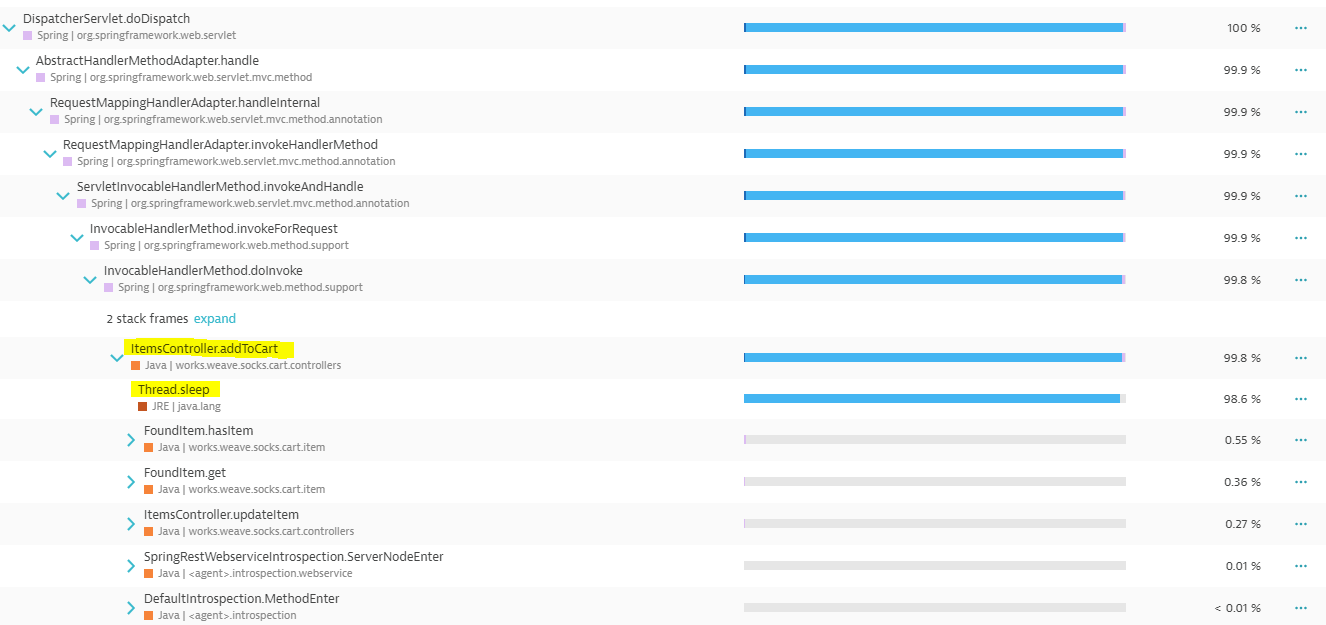 DispatcherServlet.doDispatch
Spring | org.springframework.web.servlet
100 %
AbstractHandlerMethodAdapter.handle
Spring | org.springframework.web.servlet.mvc.method
99.9 %
RequestMappingHandlerAdapter.handleInternal
Spring | org.springframework.web.servlet.mvc.method.annotation
99.9 %
RequestMappingHandlerAdapter.invokeHandlerMethod
Spring | org.springframework.web.servlet.mvc.method.annotation
99.9 %
ServletInvocableHandlerMethod.invokeAndHandle
Spring | org.springframework.web.servlet.mvc.method.annotation
99.9 %
InvocableHandlerMethod.invokeForRequest
Spring | org.springframework.web.method.support
99.9 %
InvocableHandlerMethod.doInvoke
Spring | org.springframework.web.method.support
99.8 %
2 stack frames expand
ItemsController.addToCart
Java | works.weave.socks.cart.controllers
99.8 %
Thread.sleep
JRE | java.lang
98.6 %
FoundItem.hasItem
Java | works.weave.socks.cart.item
0.55 %
FoundItem.get
Java | works.weave.socks.cart.item
0.36 %
ItemsController.updateItem
Java | works.weave.socks.cart.controllers
0.27 %
SpringRestWebserviceIntrospection.ServerNodeEnter
Java | <agent>.introspection.webservice
0.01 %
DefaultIntrospection.MethodEnter
Java | <agent>.introspection
< 0.01 %